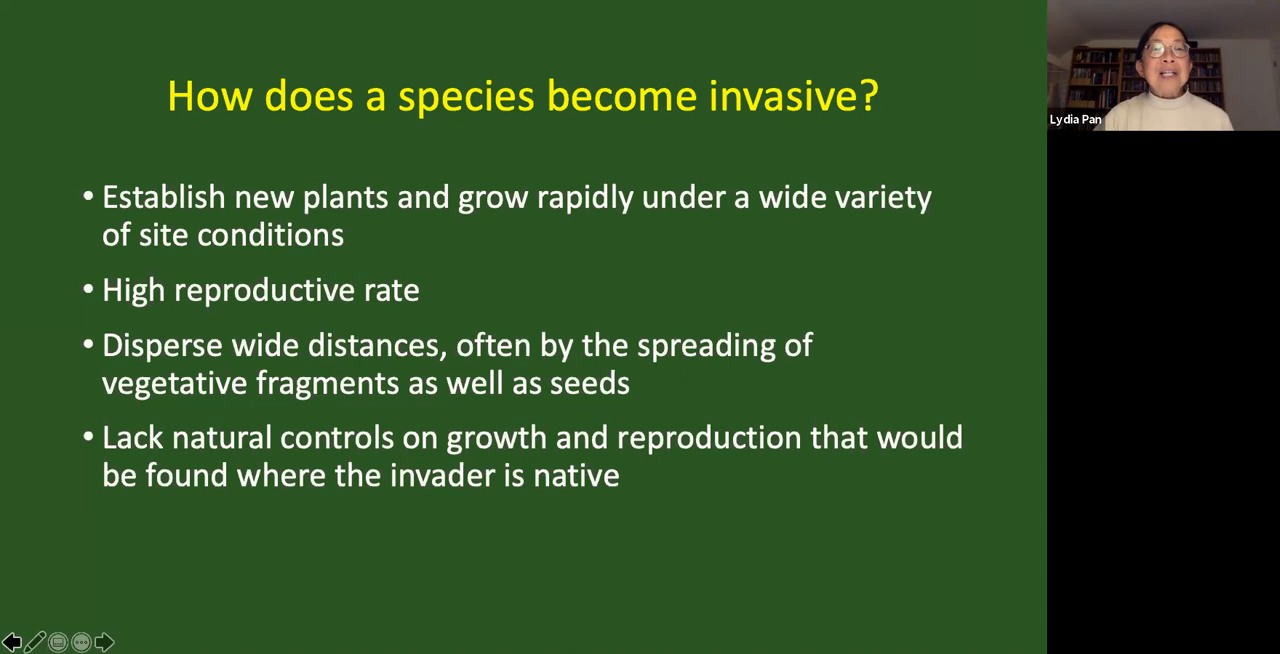 How does a species become invasive?
• Establish new plants and grow rapidly under a wide variety
of site conditions
• High reproductive rate
• Disperse wide distances, often by the spreading of
vegetative fragments as well as seeds
• Lack natural controls on growth and reproduction that would
be found where the invader is native
Lydia Pan